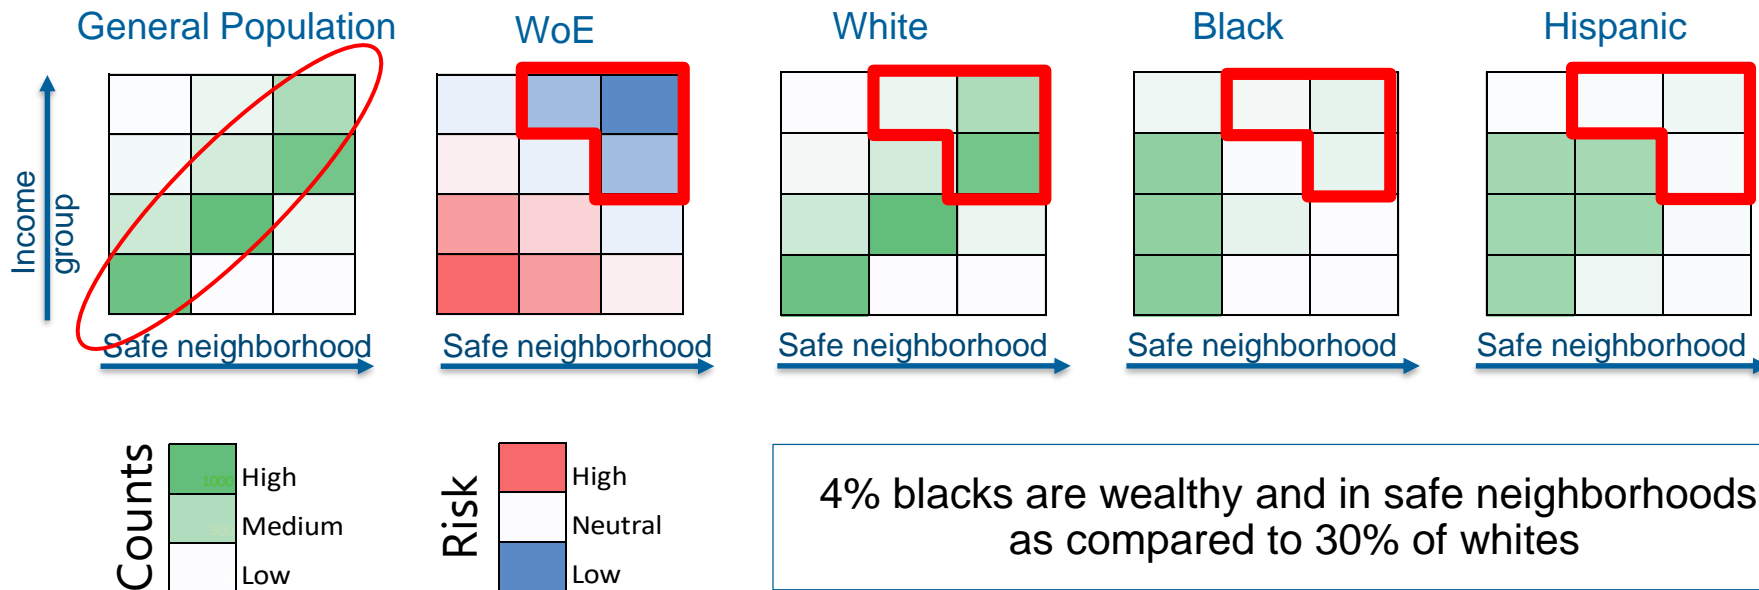 General Population
WoE
White
Black
Hispanic
Income
group
Safe neighborhood
Safe neighborhood
Safe neighborhood
Safe neighborhood
Safe neighborhood
Counts
1000
High
Medium
Low
Risk
High
Neutral
Low
4% blacks are wealthy and in safe neighborhoods
as compared to 30% of whites